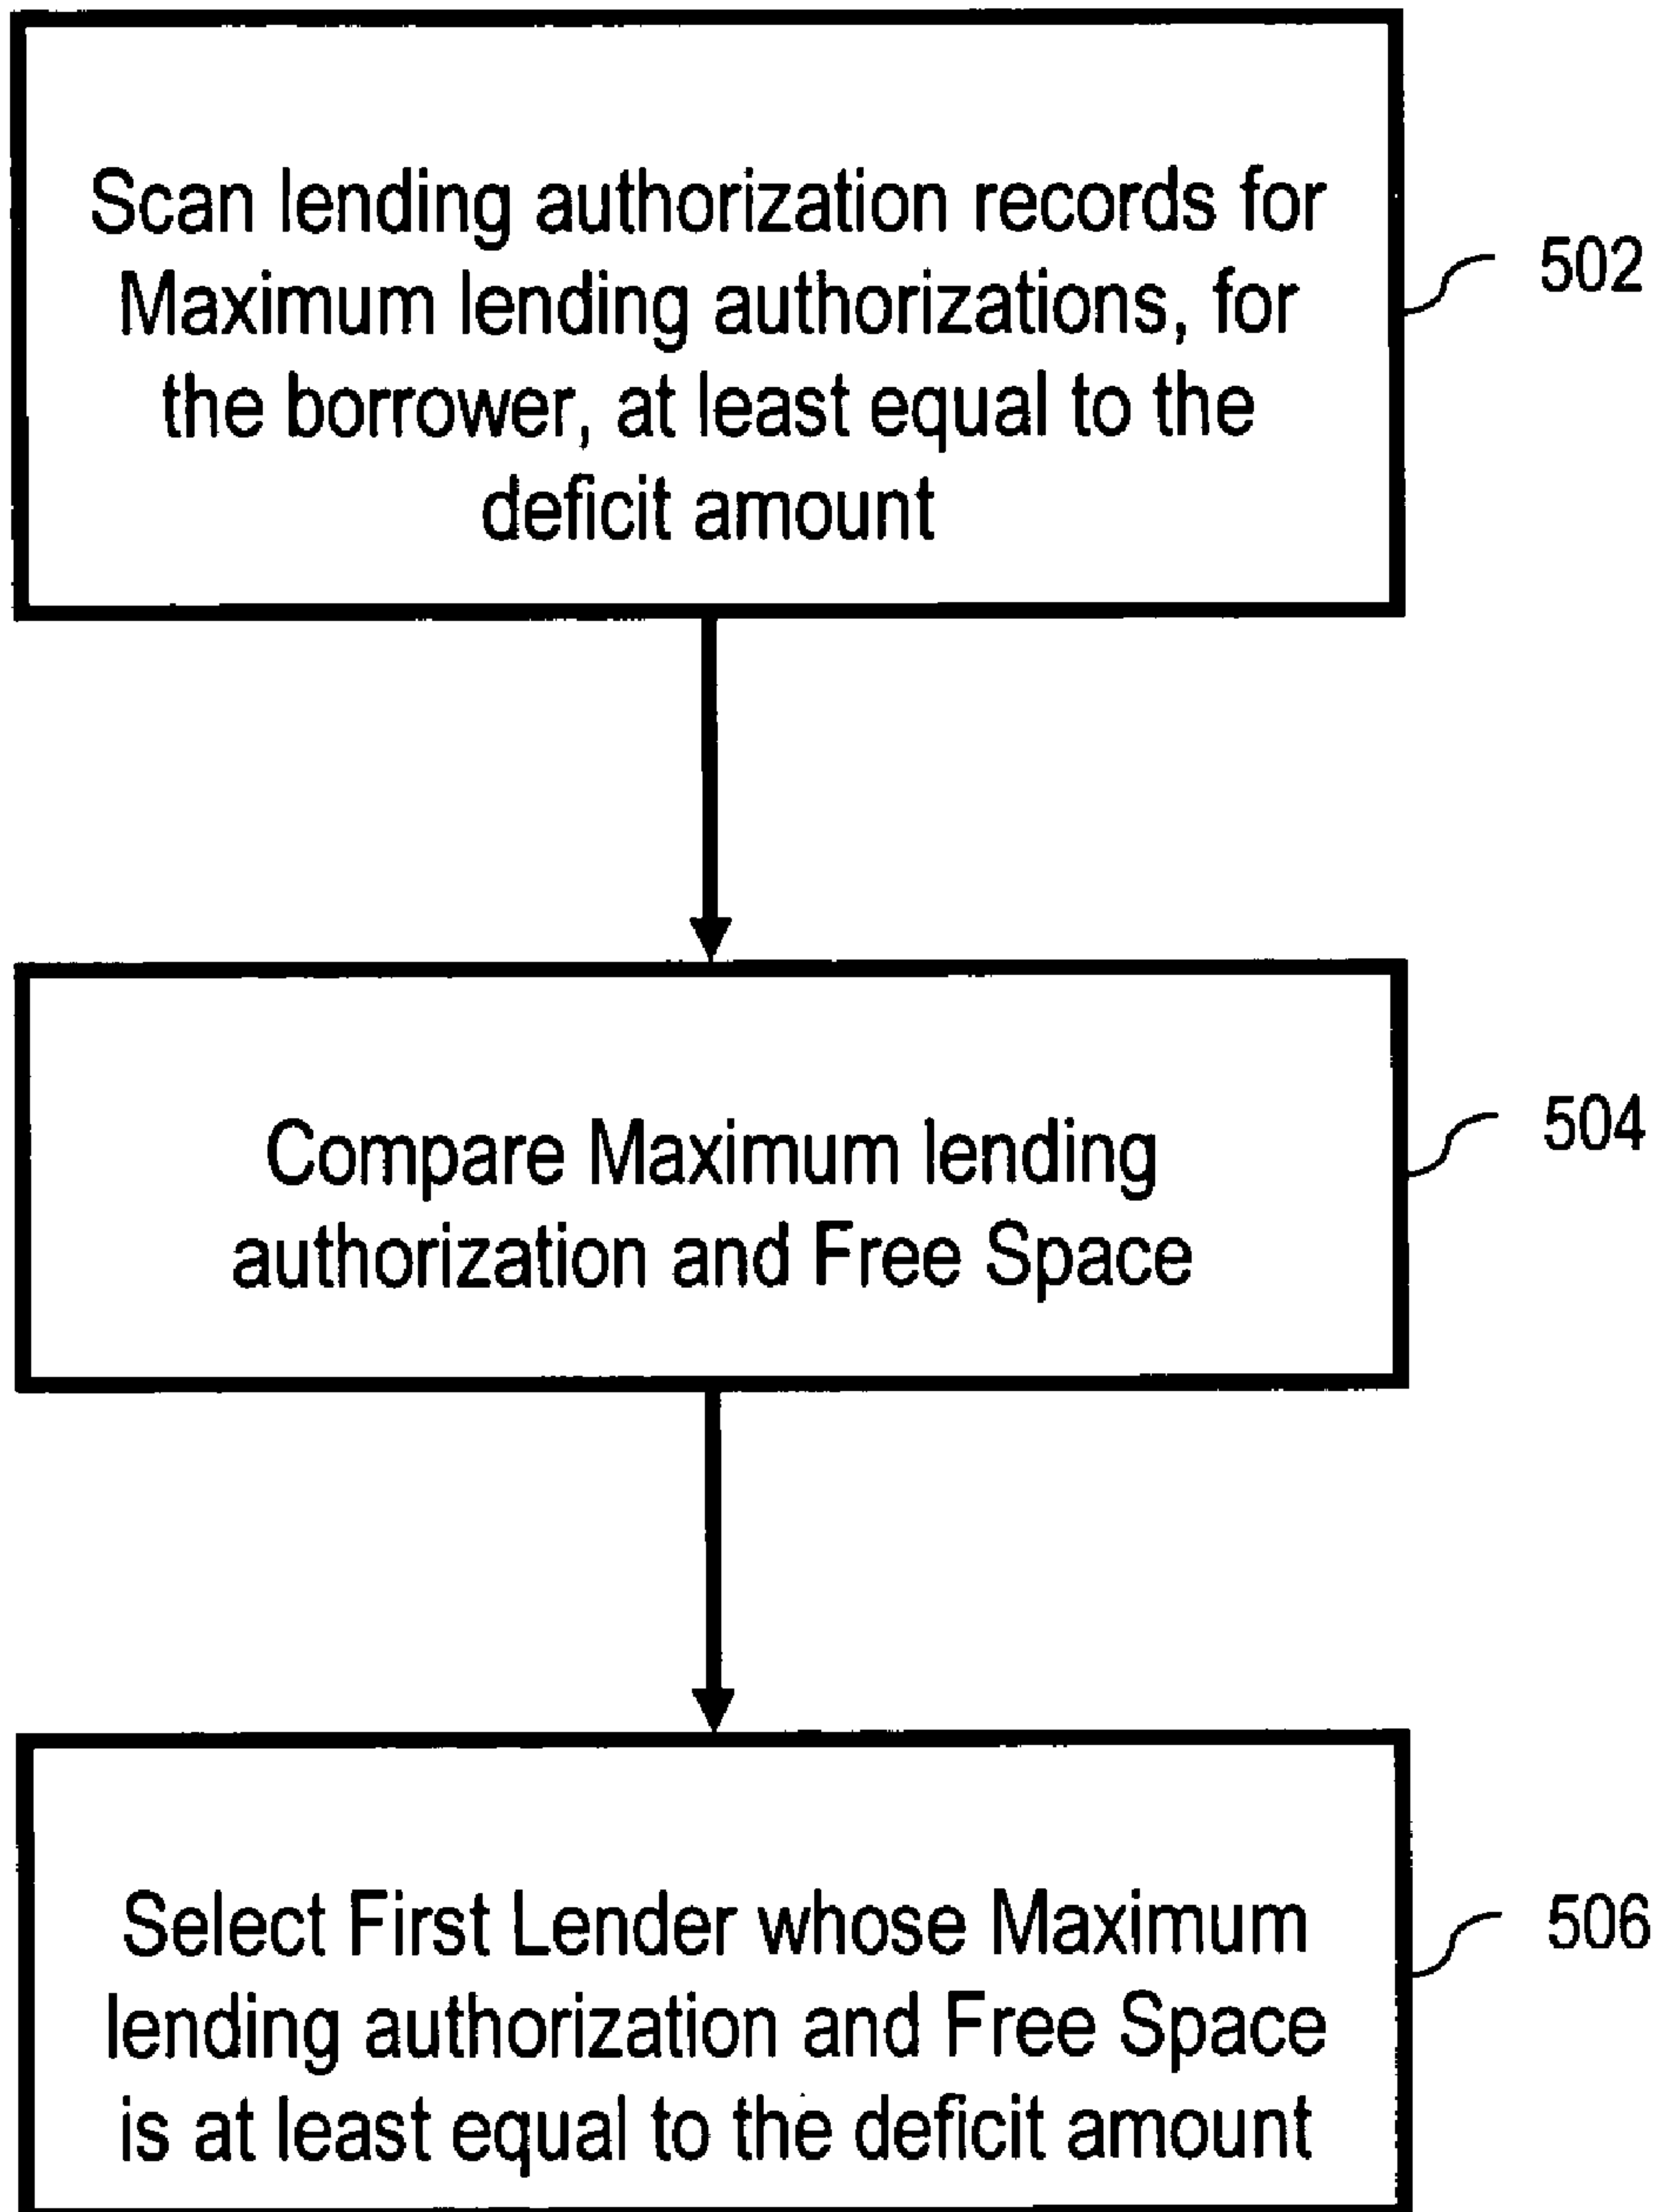 Scan lending authorization records for
Maximum lending authorizations, for
the borrower, at least equal to the
deficit amount
502
Compare Maximum lending
authorization and Free Space
504
Select First Lender whose Maximum
lending authorization and Free Space
is at least equal to the deficit amount
506